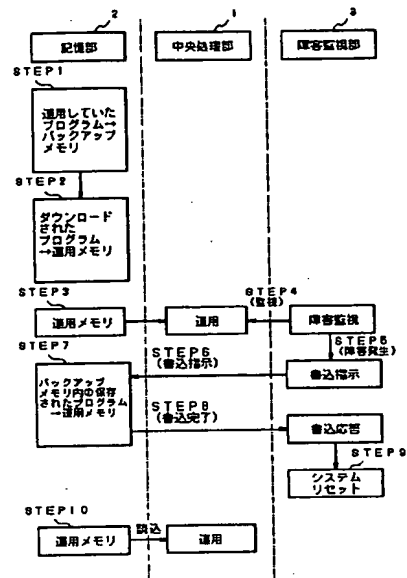 2
1
3
記憶部
中央処理部
障害監視部
STEP1
運用していた
プログラム→
バックアップ
メモリ
STEP2
ダウンロード
された
プログラム
→運用メモリ
STEP3
運用メモリ
運用
STEP4
(監視)
障害監視
STEP5
(障害発生)
STEP6
(書込指示)
書込指示
STEP7
バックアップ
メモリ内の保存
されたプログラム
→運用メモリ
STEP8
(書込完了)
書込応答
STEP9
システム
リセット
STEP10
運用メモリ
読込
運用